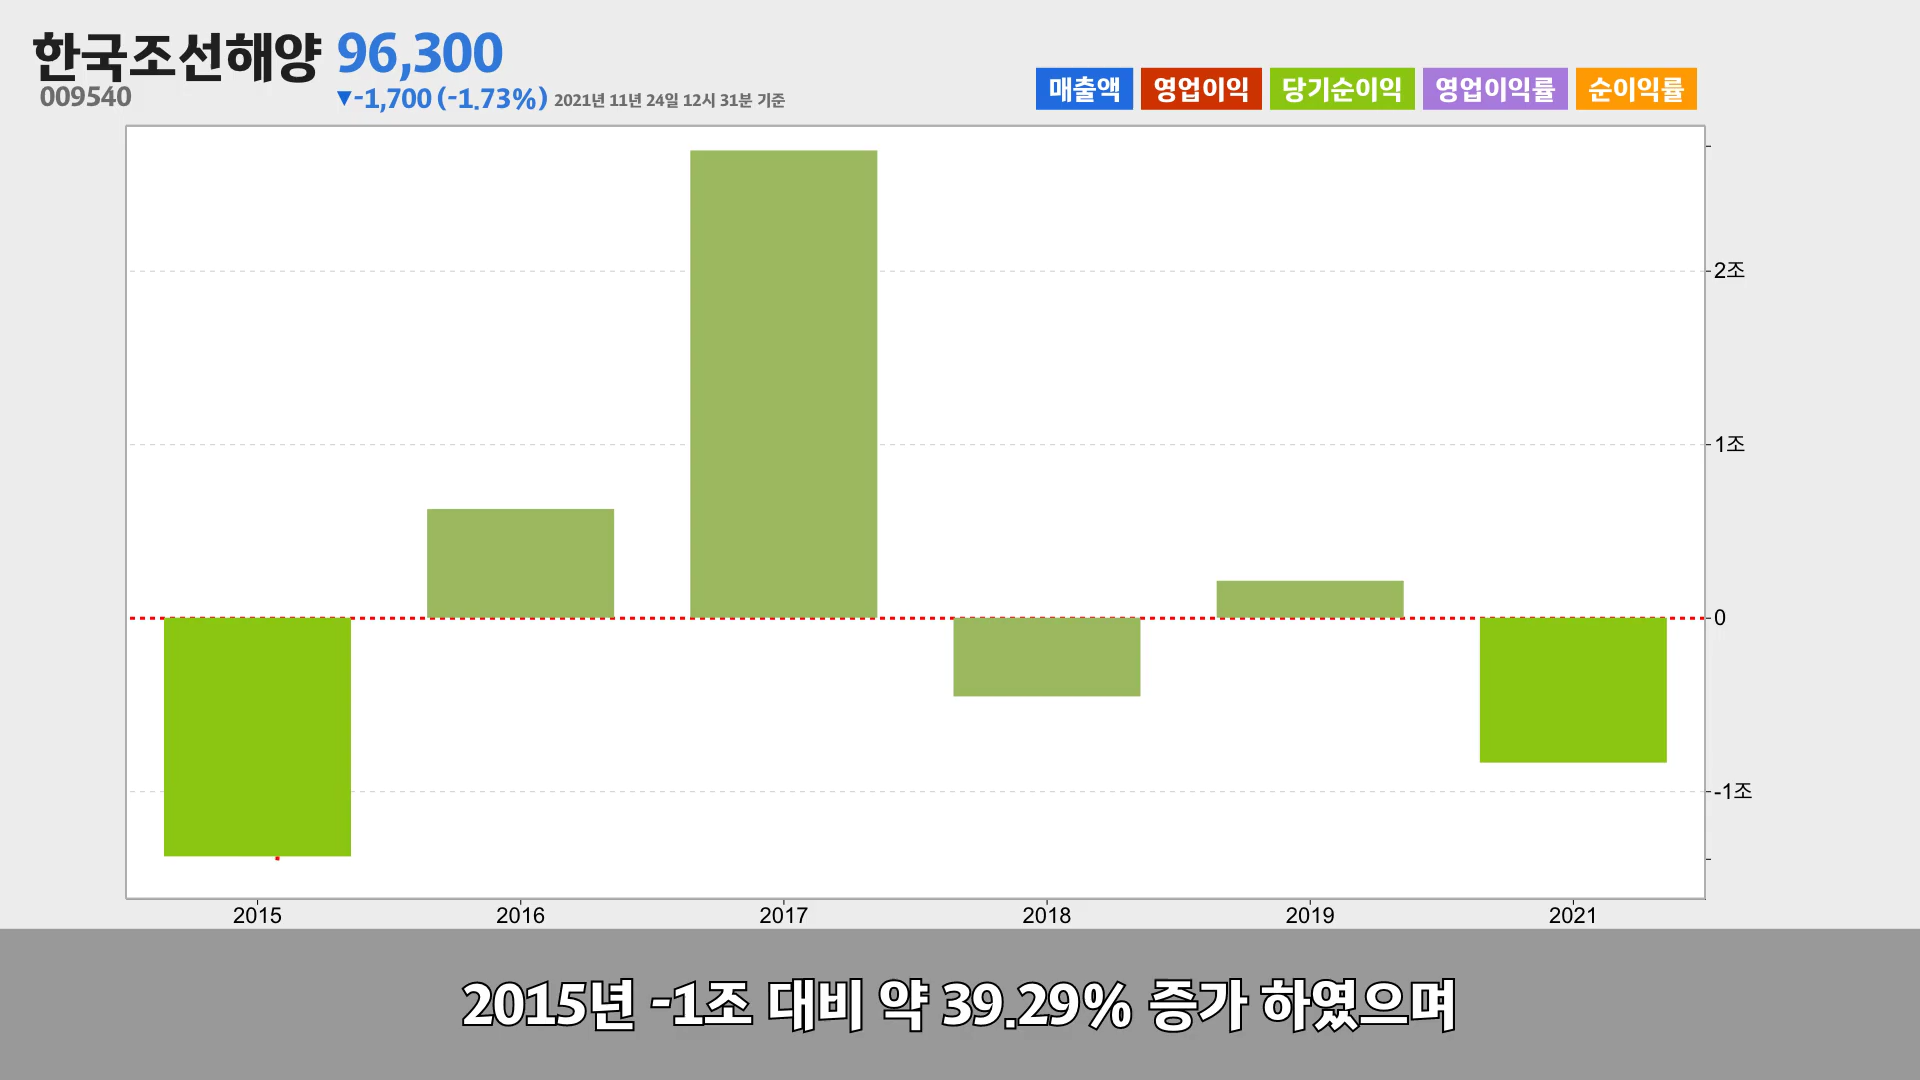 한국조선해양 96,300
009540
▼-1,700 (-1,73%) 2021년 11년 24일 12시 31분 기준
매출액 영업이익 당기순이익 영업이익률 순이익률
2조
1조
0
-1조
2015 2016 2017 2018 2019 2021
2015년 -1조 대비 약 39.29% 증가 하였으며